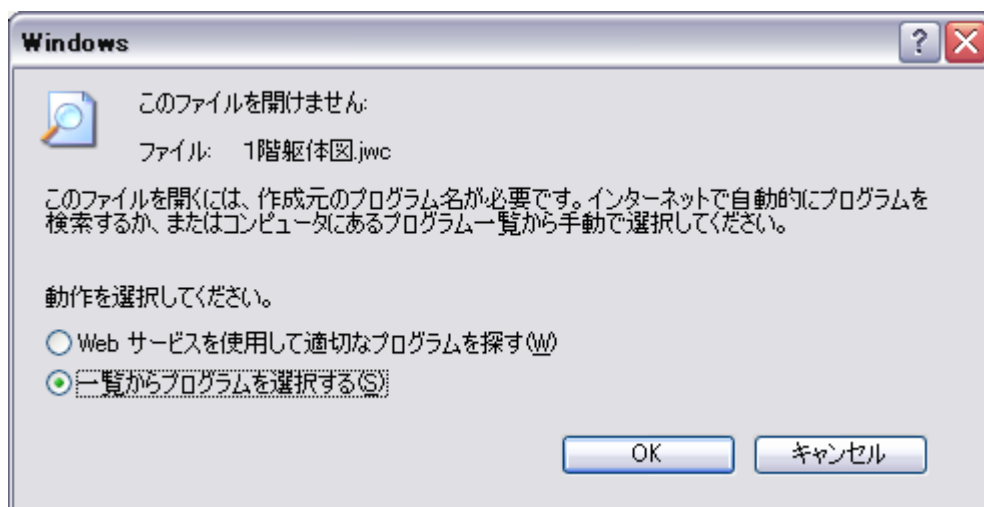 Windows
このファイルを開けません:
ファイル: 1階躯体図.jwc
このファイルを開くには、作成元のプログラム名が必要です。インターネットで自動的にプログラムを
検索するか、またはコンピュータにあるプログラム一覧から手動で選択してください。
動作を選択してください。
Web サービスを使用して適切なプログラムを探す(W)
一覧からプログラムを選択する(S)
OK
キャンセル